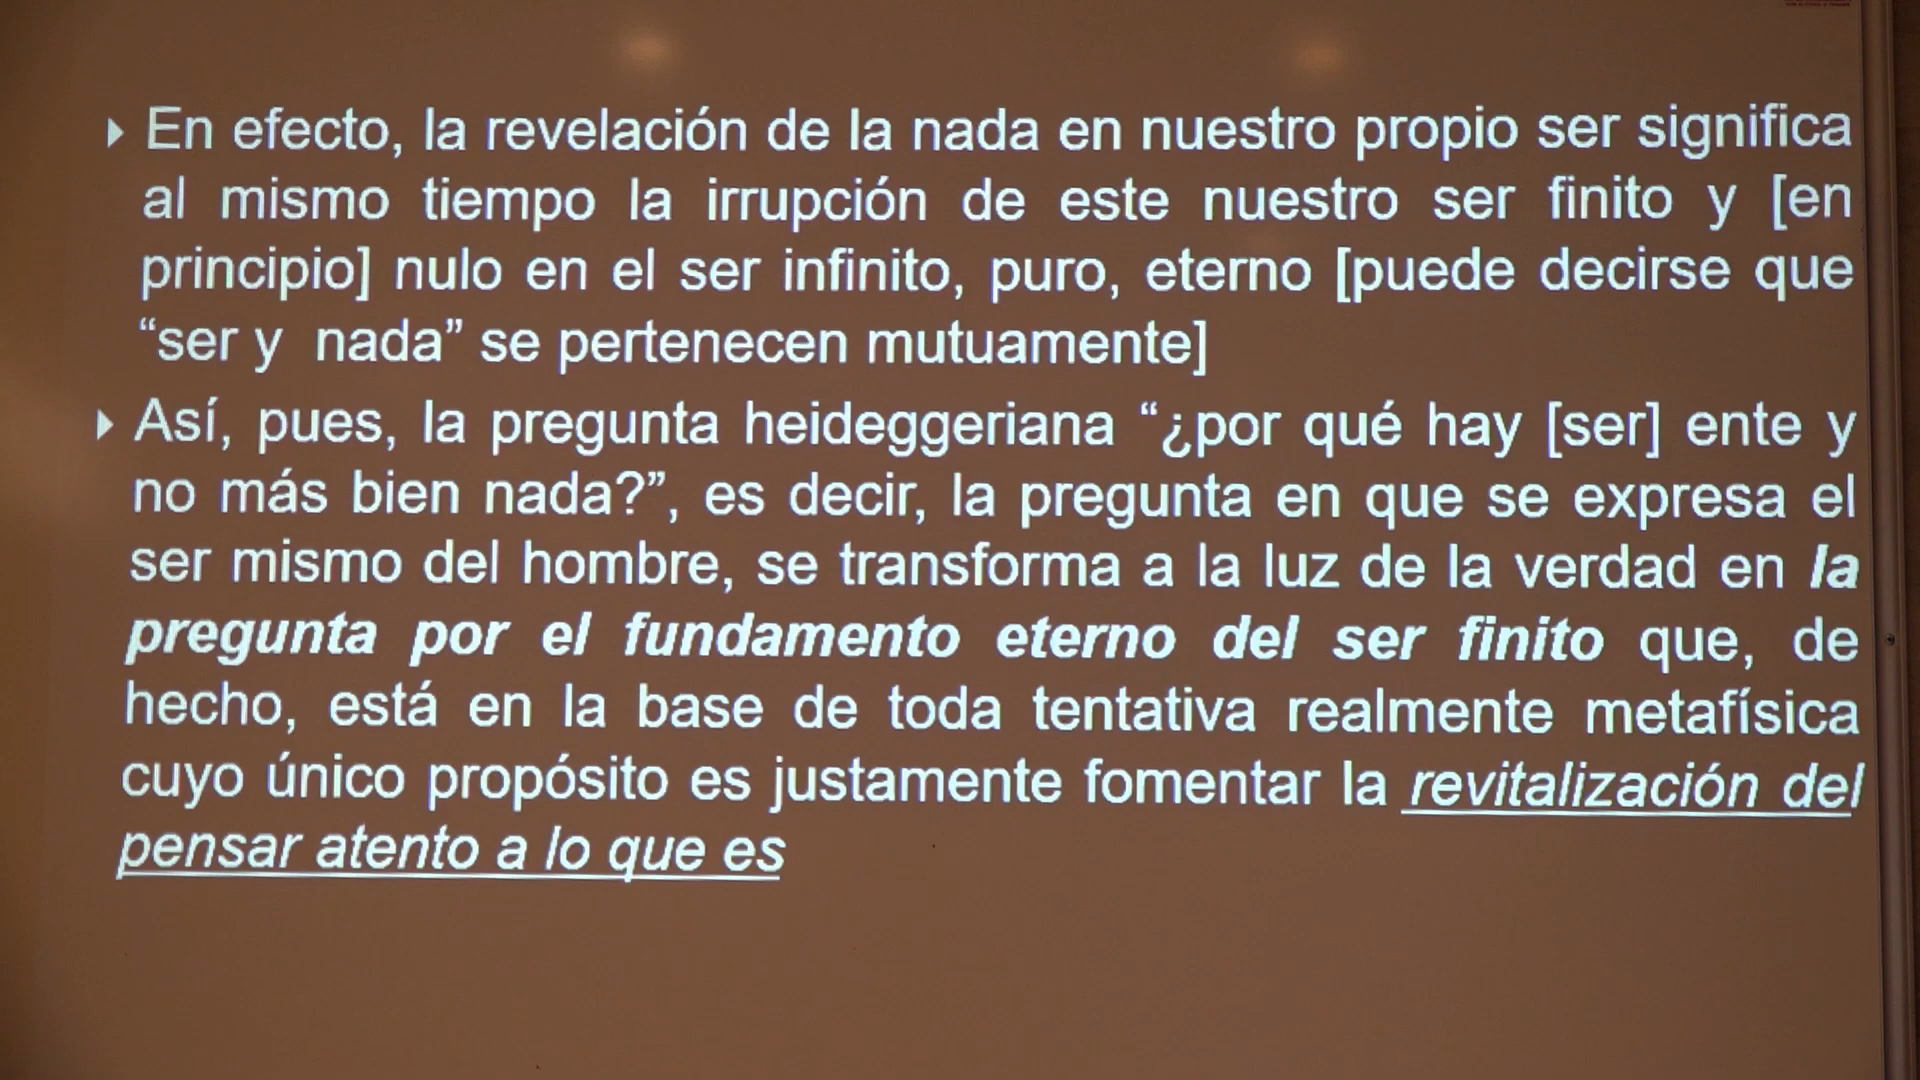 En efecto, la revelación de la nada en nuestro propio ser significa
al mismo tiempo la irrupción de este nuestro ser finito y [en
principio] nulo en el ser infinito, puro, eterno [puede decirse que
“ser y nada” se pertenecen mutuamente]
Así, pues, la pregunta heideggeriana “¿por qué hay [ser] ente y
no más bien nada?”, es decir, la pregunta en que se expresa el
ser mismo del hombre, se transforma a la luz de la verdad en la
pregunta por el fundamento eterno del ser finito que, de
hecho, está en la base de toda tentativa realmente metafísica
cuyo único propósito es justamente fomentar la revitalización del
pensar atento a lo que es